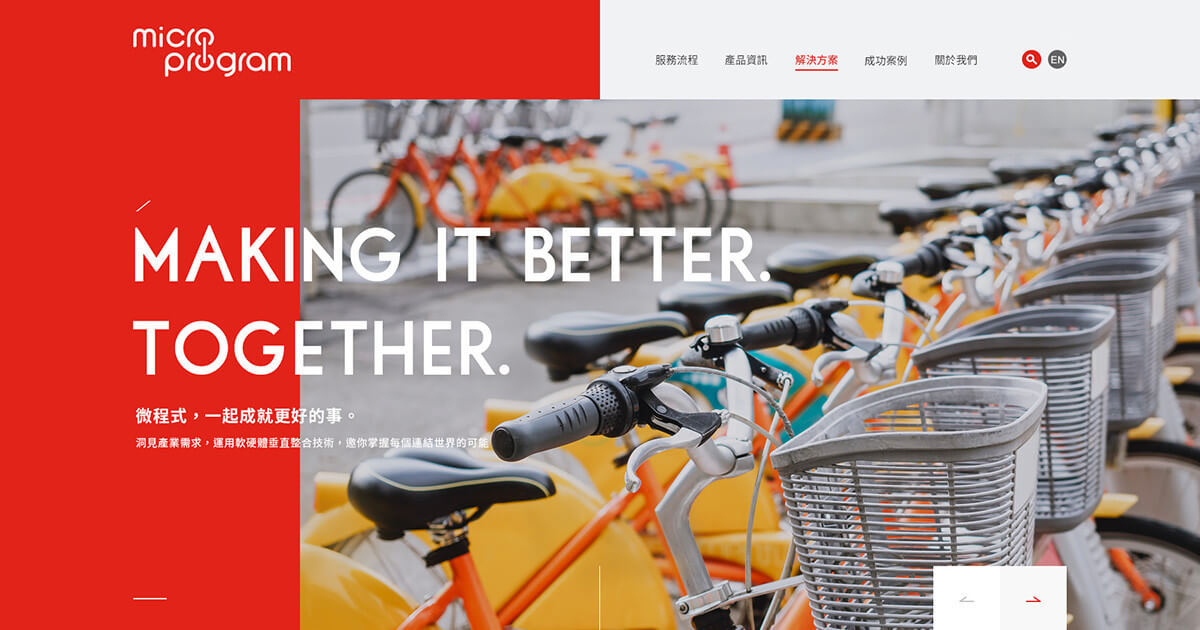 micro
program
服務流程 產品資訊 解決方案 成功案例 關於我們 EN
MAKING IT BETTER.
TOGETHER.
微程式，一起成就更好的事。
洞見產業需求，運用軟硬體垂直整合技術，邀你掌握每個連結世界的可能